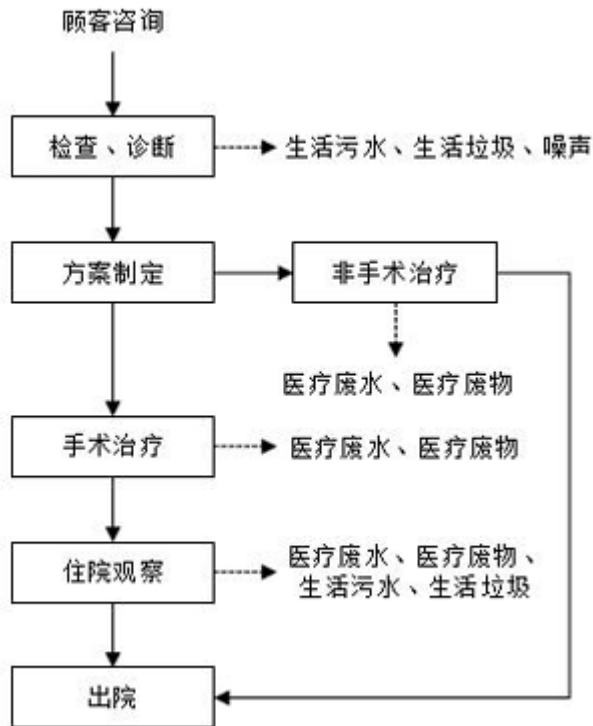 顾客咨询
检查、诊断
生活污水、生活垃圾、噪声
方案制定
非手术治疗
医疗废水、医疗废物
手术治疗
医疗废水、医疗废物
住院观察
医疗废水、医疗废物、
生活污水、生活垃圾
出院